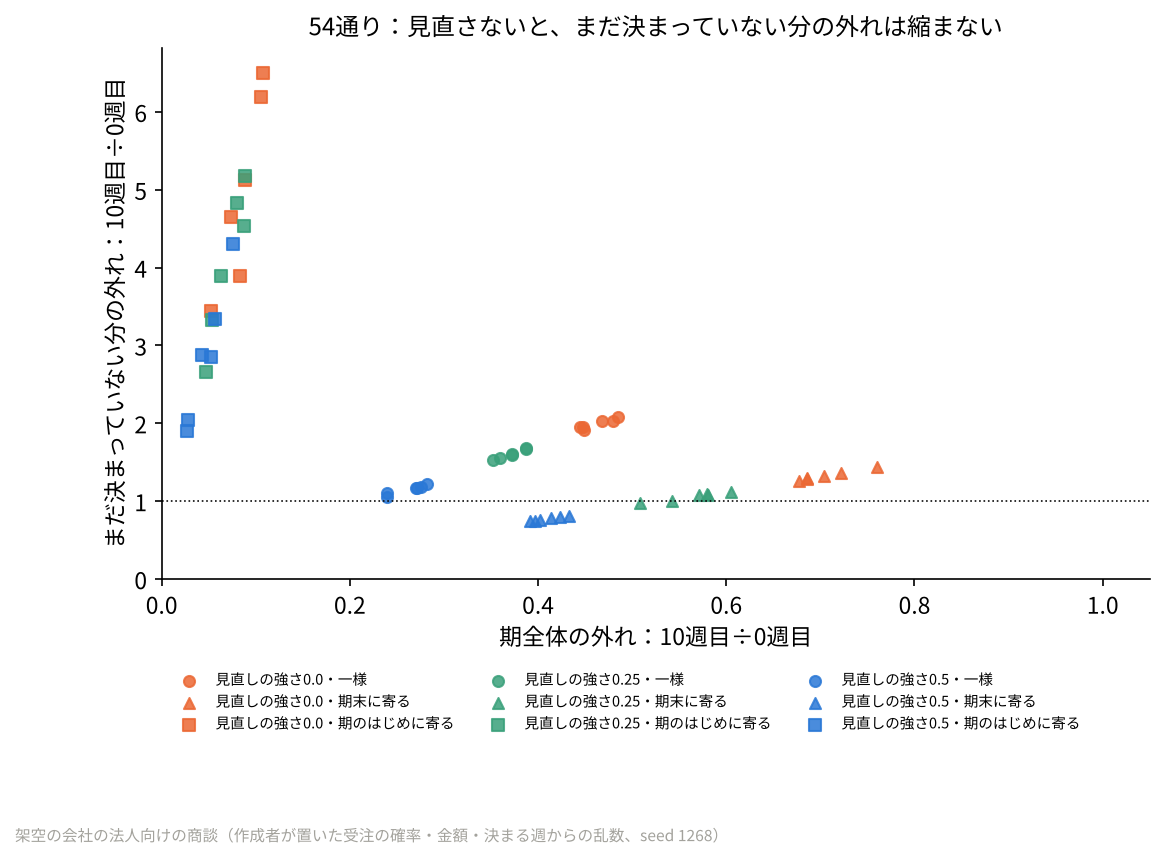 54通り：見直さないと、まだ決まっていない分の外れは縮まない
まだ決まっていない分の外れ：10週目÷0週目
6
5
4
3
2
1
0
0.0
0.2
0.4
0.6
0.8
1.0
期全体の外れ：10週目÷0週目
見直しの強さ0.0・一様
見直しの強さ0.25・一様
見直しの強さ0.5・一様
見直しの強さ0.0・期末に寄る
見直しの強さ0.25・期末に寄る
見直しの強さ0.5・期末に寄る
見直しの強さ0.0・期のはじめに寄る
見直しの強さ0.25・期のはじめに寄る
見直しの強さ0.5・期のはじめに寄る
架空の会社の法人向けの商談（作成者が置いた受注の確率・金額・決まる週からの乱数、seed 1268）